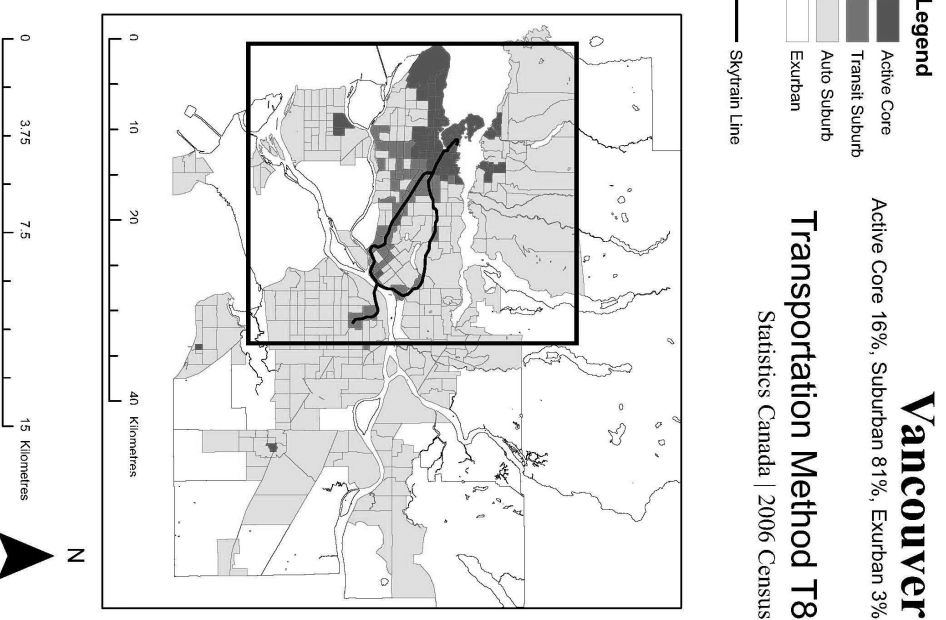 Vancouver
Active Core 16%, Suburban 81%, Exurban 3%
Transportation Method T8
Statistics Canada | 2006 Census
Legend
Active Core
Transit Suburb
Auto Suburb
Exurban
Skytrain Line
0 10 20 40 Kilometres
0 3.75 7.5 15 Kilometres
N